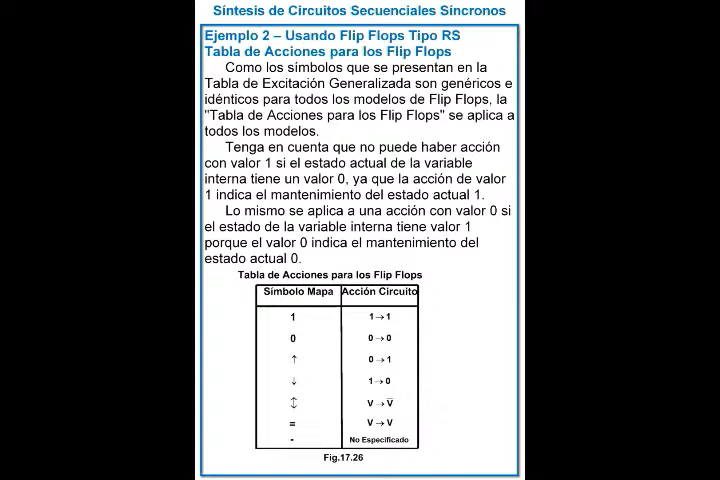 Síntesis de Circuitos Secuenciales Síncronos
Ejemplo 2 – Usando Flip Flops Tipo RS
Tabla de Acciones para los Flip Flops
Como los símbolos que se presentan en la
Tabla de Excitación Generalizada son genéricos e
idénticos para todos los modelos de Flip Flops, la
"Tabla de Acciones para los Flip Flops" se aplica a
todos los modelos.
Tenga en cuenta que no puede haber acción
con valor 1 si el estado actual de la variable
interna tiene un valor 0, ya que la acción de valor
1 indica el mantenimiento del estado actual 1.
Lo mismo se aplica a una acción con valor 0 si
el estado de la variable interna tiene valor 1
porque el valor 0 indica el mantenimiento del
estado actual 0.
Tabla de Acciones para los Flip Flops
Símbolo Mapa Acción Circuito
1 1→1
0 0→0
↑ 0→1
↓ 1→0
↕ V→V̅
= V→V
- No Especificado
Fig.17.26